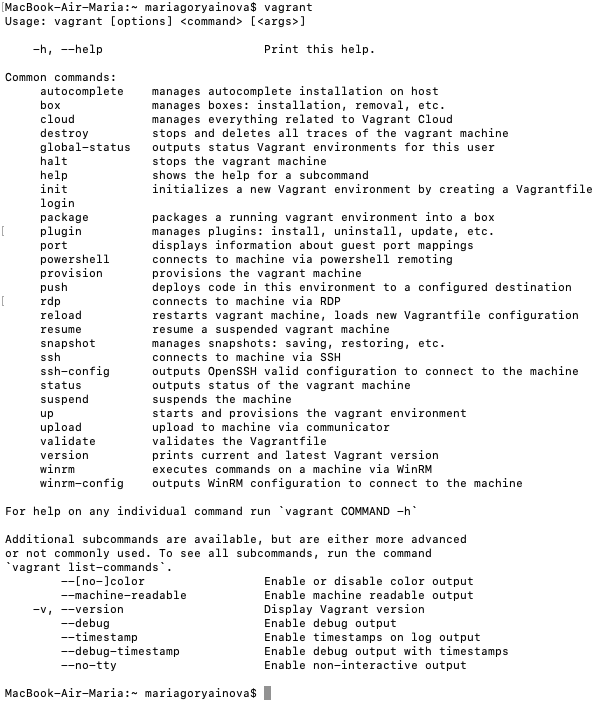 MacBook-Air-Maria:~ mariagoryainova$ vagrant
Usage: vagrant [options] <command> [<args>]

    -h, --help                       Print this help.

Common commands:
     autocomplete    manages autocomplete installation on host
     box             manages boxes: installation, removal, etc.
     cloud           manages everything related to Vagrant Cloud
     destroy         stops and deletes all traces of the vagrant machine
     global-status   outputs status Vagrant environments for this user
     halt            stops the vagrant machine
     help            shows the help for a subcommand
     init            initializes a new Vagrant environment by creating a Vagrantfile
     login
     package         packages a running vagrant environment into a box
     plugin          manages plugins: install, uninstall, update, etc.
     port            displays information about guest port mappings
     powershell      connects to machine via powershell remoting
     provision       provisions the vagrant machine
     push            deploys code in this environment to a configured destination
     rdp             connects to machine via RDP
     reload          restarts vagrant machine, loads new Vagrantfile configuration
     resume          resume a suspended vagrant machine
     snapshot        manages snapshots: saving, restoring, etc.
     ssh             connects to machine via SSH
     ssh-config      outputs OpenSSH valid configuration to connect to the machine
     status          outputs status of the vagrant machine
     suspend         suspends the machine
     up              starts and provisions the vagrant environment
     upload          upload to machine via communicator
     validate        validates the Vagrantfile
     version         prints current and latest Vagrant version
     winrm           executes commands on a machine via WinRM
     winrm-config    outputs WinRM configuration to connect to the machine

For help on any individual command run `vagrant COMMAND -h`

Additional subcommands are available, but are either more advanced
or not commonly used. To see all subcommands, run the command
`vagrant list-commands`.
        --[no-]color                 Enable or disable color output
        --machine-readable           Enable machine readable output
    -v, --version                    Display Vagrant version
        --debug                      Enable debug output
        --timestamp                  Enable timestamps on log output
        --debug-timestamp            Enable debug output with timestamps
        --no-tty                     Enable non-interactive output

MacBook-Air-Maria:~ mariagoryainova$